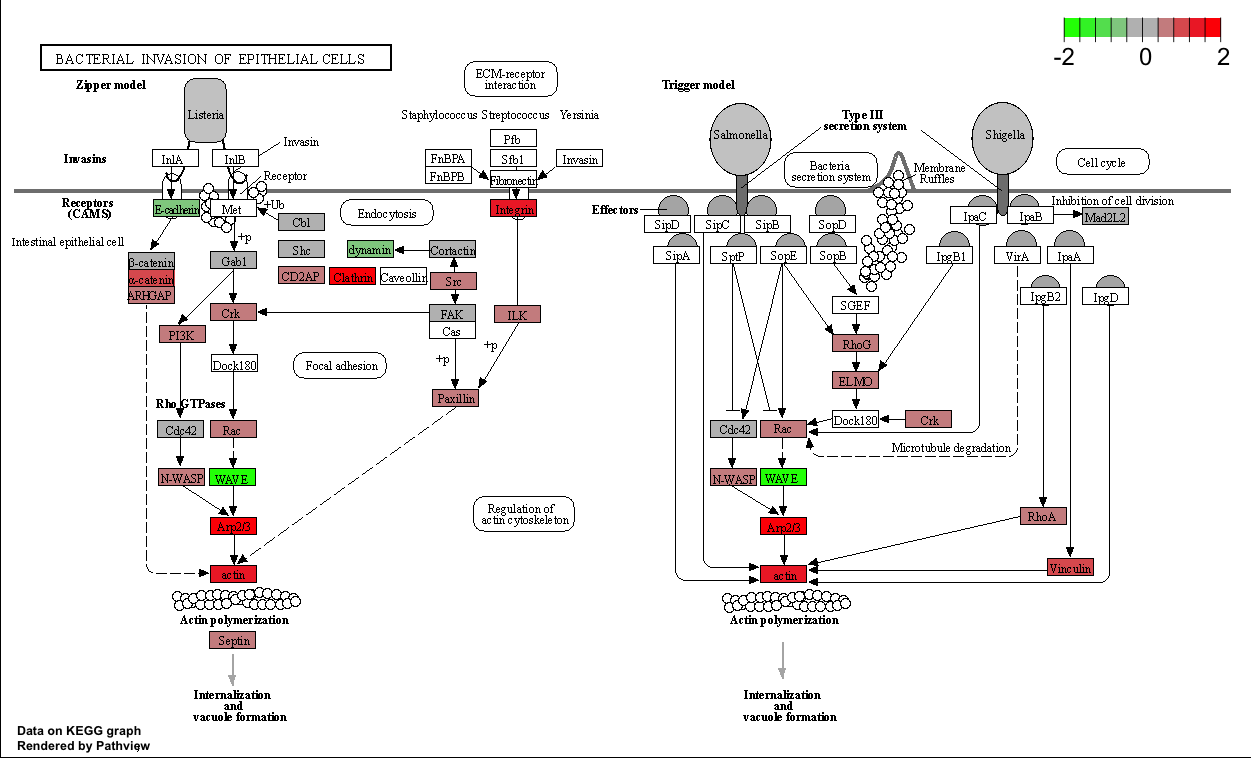 BACTERIAL INVASION OF EPITHELIAL CELLS
-2 0 2
Zipper model
ECM-receptor
interaction
Trigger model
Listeria
Staphylococcus Streptococcus Yersinia
Type III
secretion system
Salmonella
Shigella
Pfb
Invasin
Invasins
InlA
InlB
FnBPA
Sfb1
Invasin
FnBPB
Fibronectin
Receptor
Bacteria
secretion system
Membrane
Ruffles
Cell cycle
Receptors
(CAMS)
E-cadherin
Met
+Ub
Integrin
Effectors
Inhibition of cell division
Cbl
Endocytosis
SipD
SipC
SipB
SopD
IpaC
IpaB
Mad2L2
Intestinal epithelial cell
+p
Shc
dynamin
Cortactin
SipA
SptP
SopE
SopB
IpgB1
VirA
IpaA
β-catenin
Gab1
α-catenin
CD2AP
Clathrin
Caveollin
Src
ARHGAP
IpgB2
IpgD
SGEF
Crk
FAK
ILK
PI3K
Cas
RhoG
+p
+p
Dock180
Focal adhesion
ELMO
Paxillin
Rho GTPases
Dock180
Crk
Cdc42
Rac
Cdc42
Rac
Microtubule degradation
N-WASP
WAVE
N-WASP
WAVE
Regulation of
actin cytoskeleton
Arp2/3
Arp2/3
RhoA
actin
actin
Vinculin
Actin polymerization
Actin polymerization
Septin
Internalization
and
vacuole formation
Internalization
and
vacuole formation
Data on KEGG graph
Rendered by Pathview